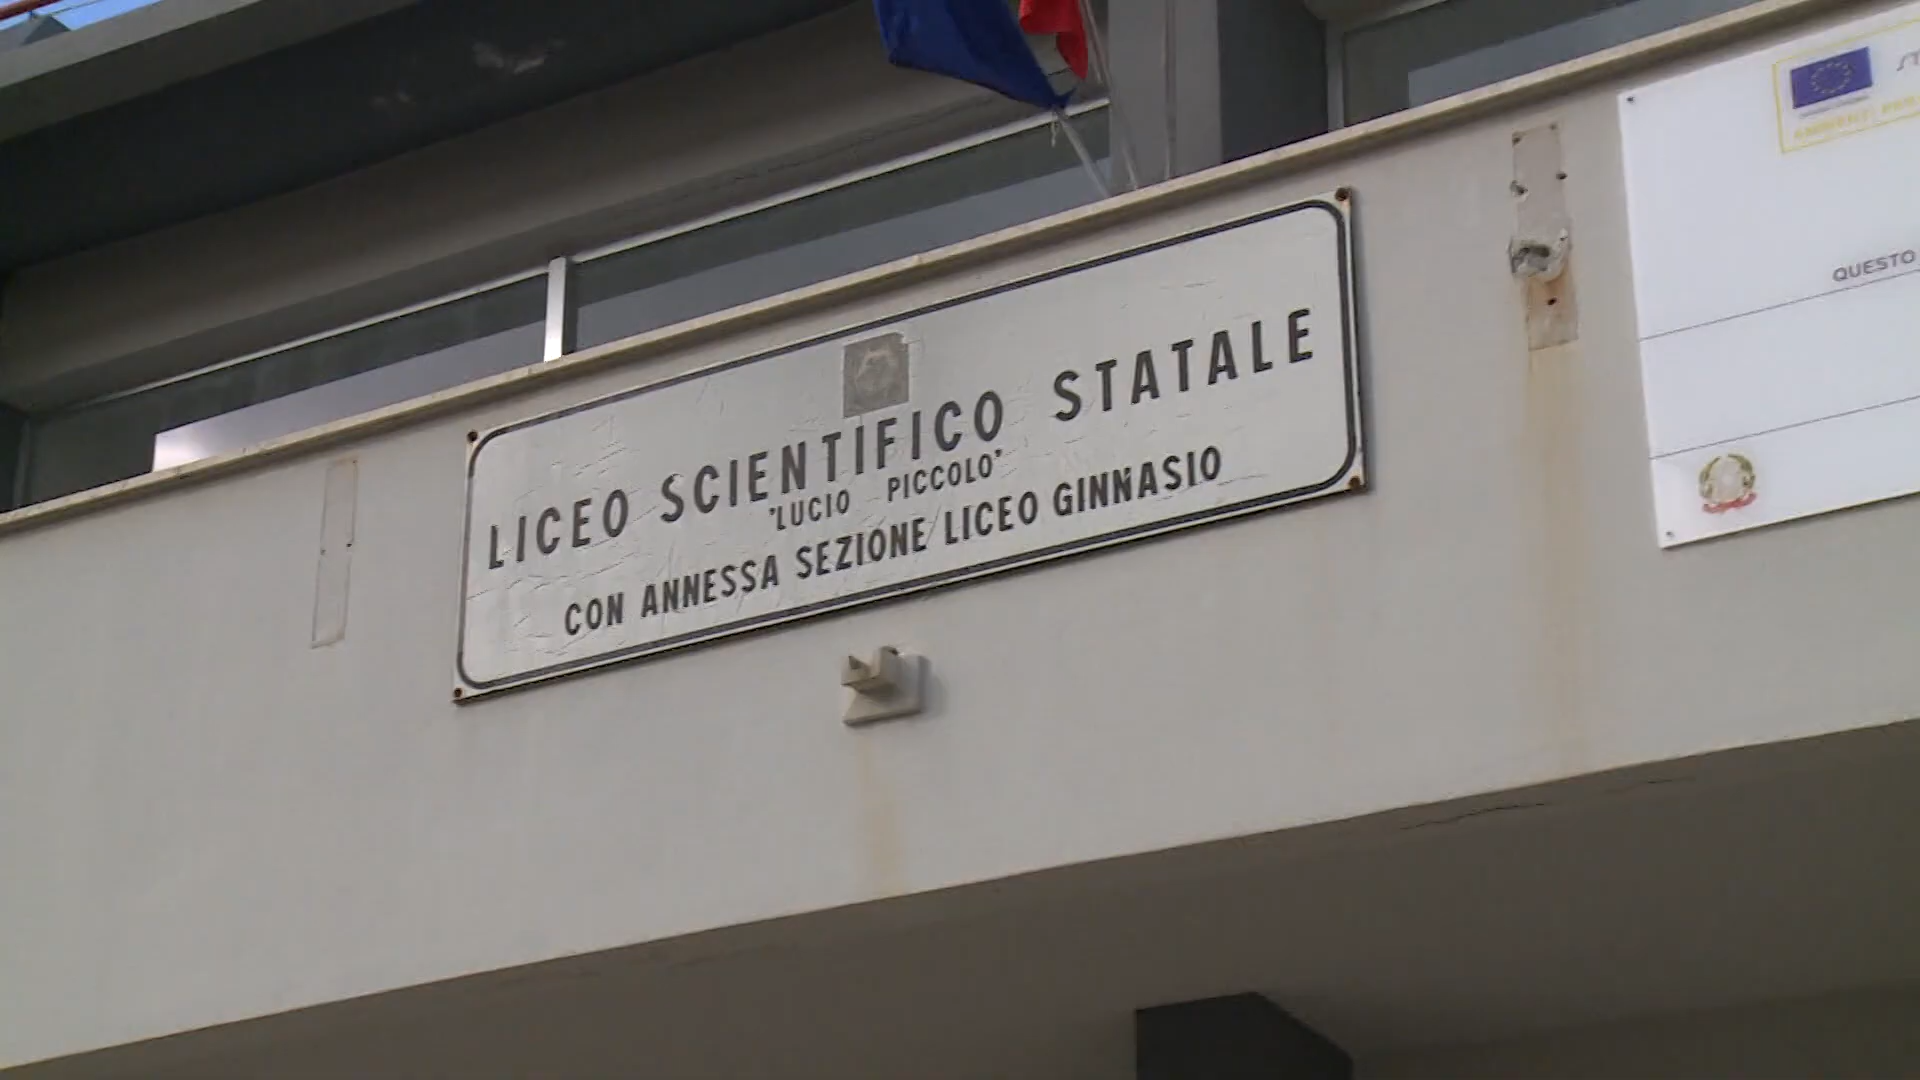 LICEO SCIENTIFICO STATALE
"LUCIO PICCOLO"
CON ANNESSA SEZIONE LICEO GINNASIO
QUESTO